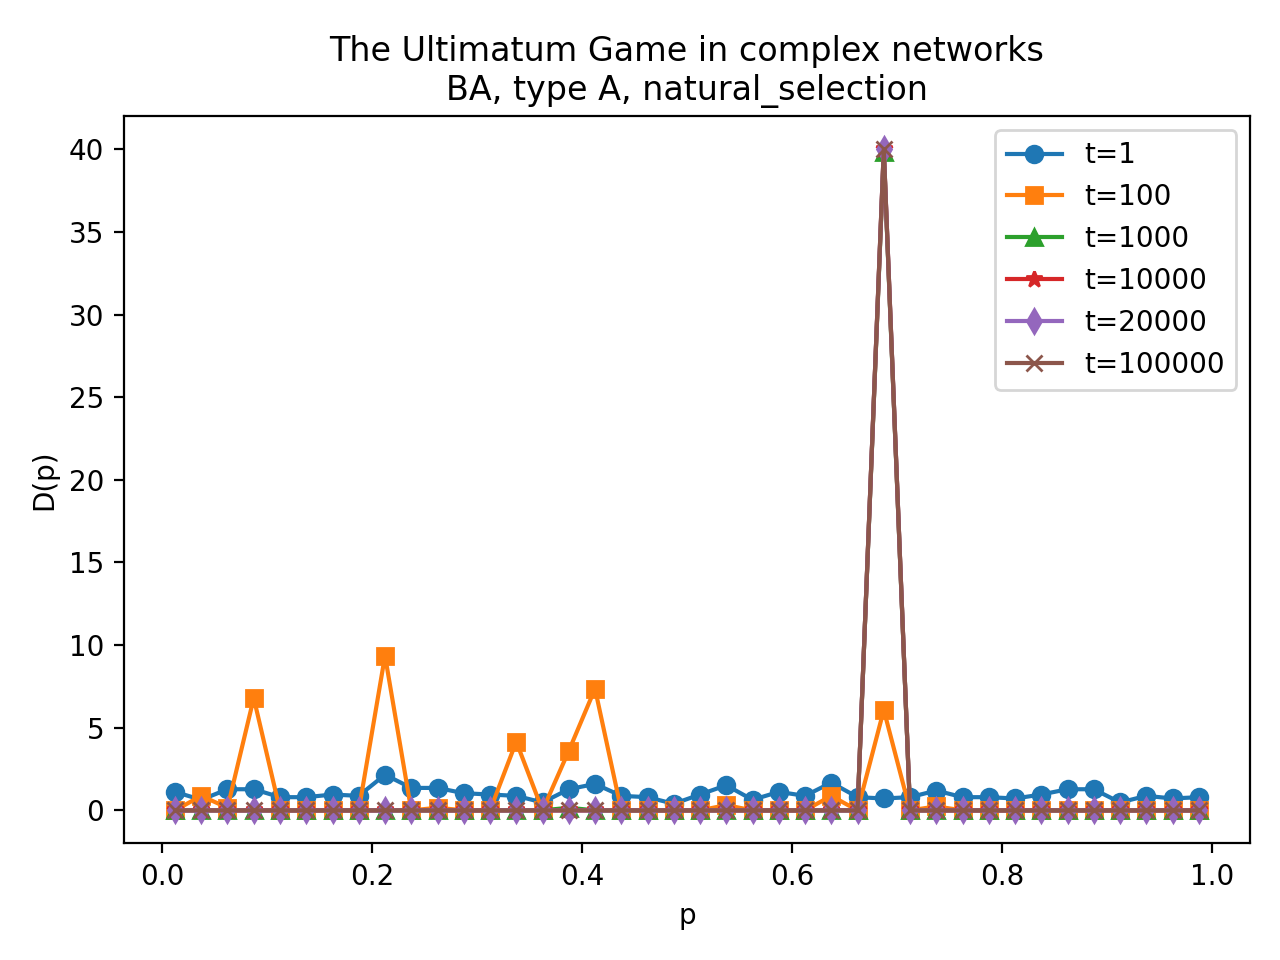 The Ultimatum Game in complex networks
BA, type A, natural_selection
40
35
30
25
20
15
10
5
0
D(p)
t=1
t=100
t=1000
t=10000
t=20000
t=100000
0.0 0.2 0.4 0.6 0.8 1.0
p